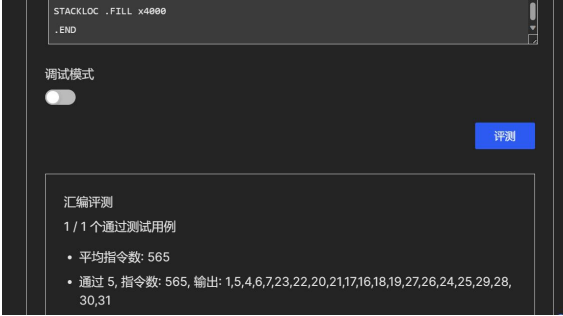 STACKLOC .FILL x4000
.END
调试模式
评测
汇编评测
1 / 1 个通过测试用例
• 平均指令数: 565
• 通过 5, 指令数: 565, 输出: 1,5,4,6,7,23,22,20,21,17,16,18,19,27,26,24,25,29,28,
30,31